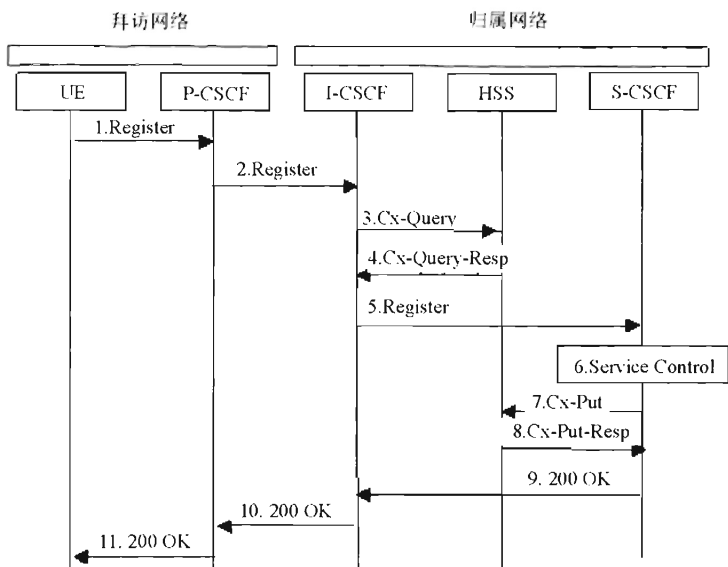 拜访网络 归属网络
UE P-CSCF I-CSCF HSS S-CSCF
1.Register
2.Register
3.Cx-Query
4.Cx-Query-Resp
5.Register
6.Service Control
7.Cx-Put
8.Cx-Put-Resp
9. 200 OK
10. 200 OK
11. 200 OK